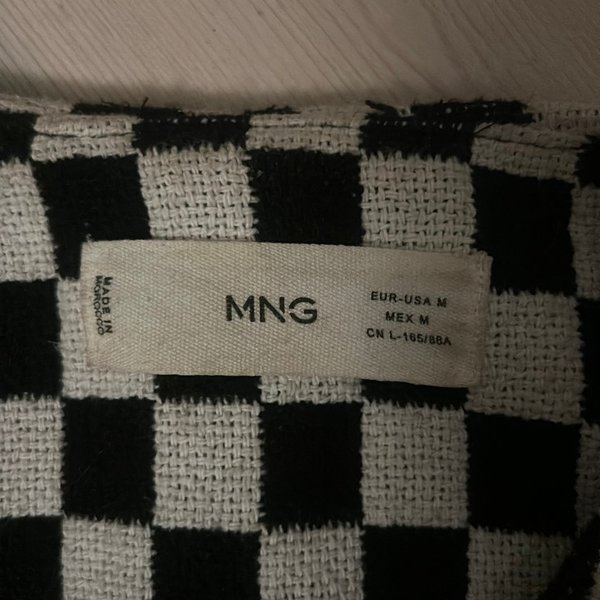 MADE IN
MOROCCO
MNG
EUR-USA M
MEX M
CN L-165/88A